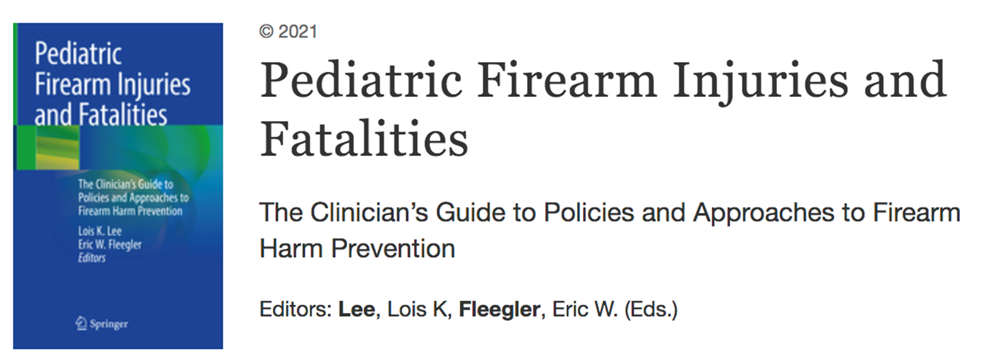 Pediatric
Firearm Injuries
and Fatalities
The Clinician's Guide to
Policies and Approaches to
Firearm Harm Prevention
Lois K. Lee
Eric W. Fleegler
Editors
Springer
© 2021
Pediatric Firearm Injuries and
Fatalities
The Clinician’s Guide to Policies and Approaches to Firearm
Harm Prevention
Editors: Lee, Lois K, Fleegler, Eric W. (Eds.)